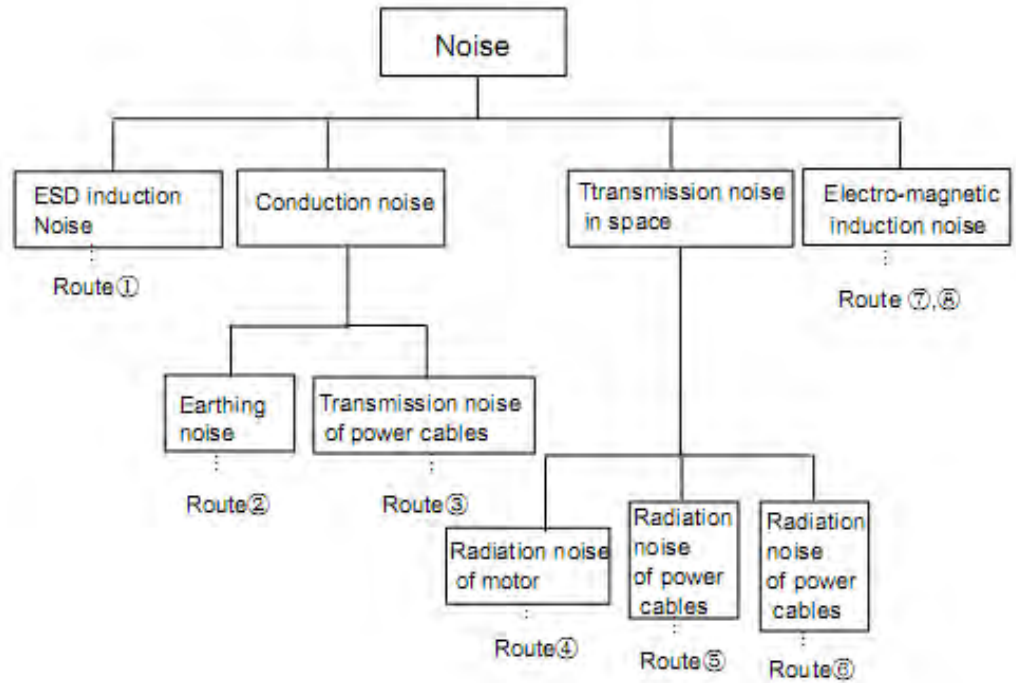 Noise
ESD induction
Noise
Conduction noise
Ttransmission noise
in space
Electro-magnetic
induction noise
Route①
Route ⑦,⑧
Earthing
noise
Transmission noise
of power cables
Route②
Route③
Radiation noise
of motor
Radiation
noise
of power
cables
Radiation
noise
of power
cables
Route④
Route⑤
Route⑥